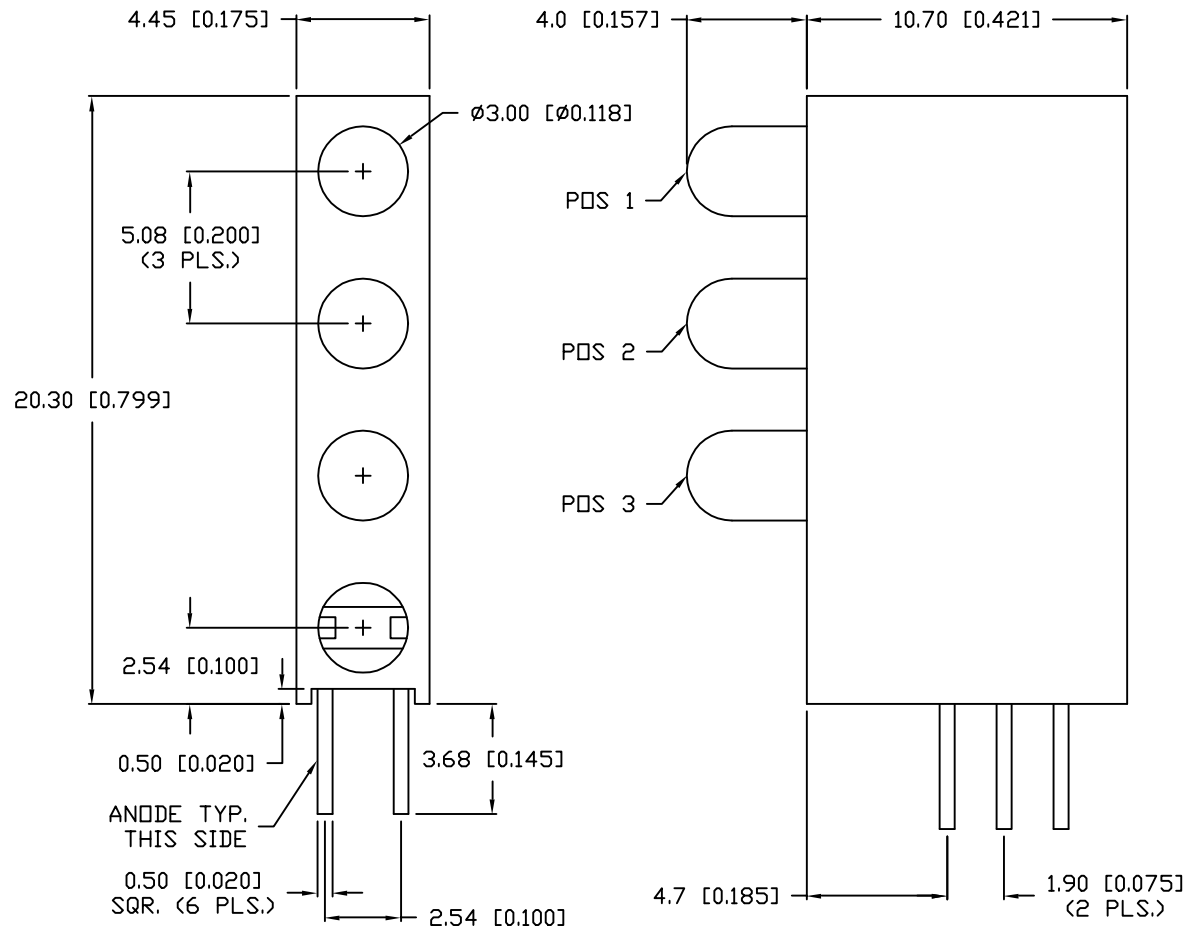 4.45 [0.175]
4.0 [0.157]
10.70 [0.421]
ø3.00 [ø0.118]
POS 1
5.08 [0.200]
(3 PLS.)
POS 2
20.30 [0.799]
POS 3
2.54 [0.100]
0.50 [0.020]
3.68 [0.145]
ANODE TYP.
THIS SIDE
0.50 [0.020]
SQR. (6 PLS.)
2.54 [0.100]
4.7 [0.185]
1.90 [0.075]
(2 PLS.)